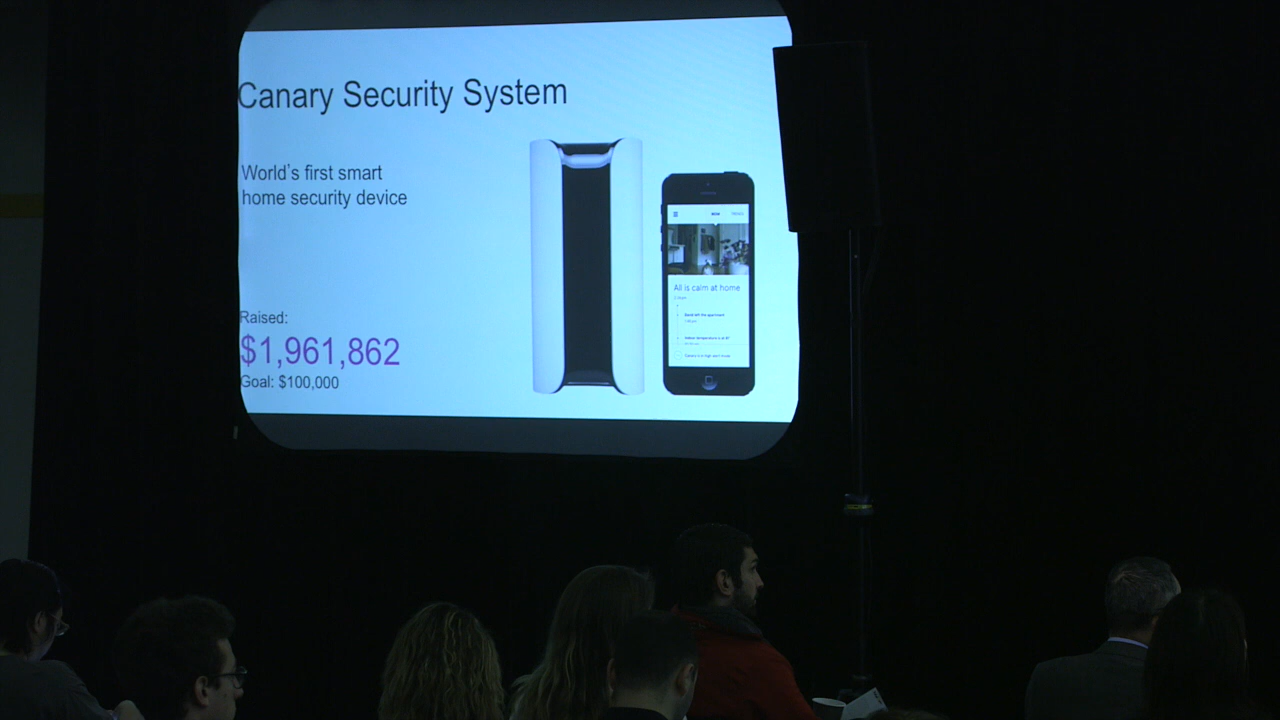 Canary Security System
World's first smart
home security device
Raised:
$1,961,862
Goal: $100,000
NOW
All is calm at home